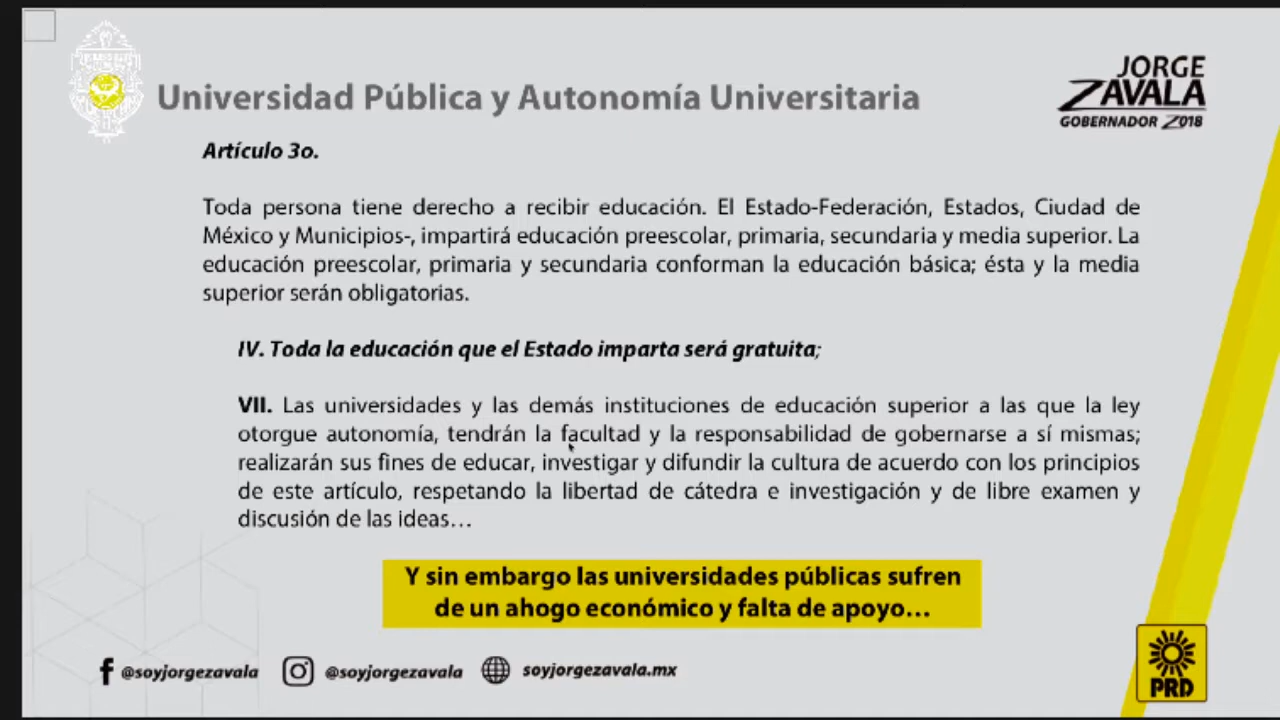 Universidad Pública y Autonomía Universitaria
JORGE
ZAVALA
GOBERNADOR 2018
Artículo 3o.
Toda persona tiene derecho a recibir educación. El Estado-Federación, Estados, Ciudad de
México y Municipios-, impartirá educación preescolar, primaria, secundaria y media superior. La
educación preescolar, primaria y secundaria conforman la educación básica; ésta y la media
superior serán obligatorias.
IV. Toda la educación que el Estado imparta será gratuita;
VII. Las universidades y las demás instituciones de educación superior a las que la ley
otorgue autonomía, tendrán la facultad y la responsabilidad de gobernarse a sí mismas;
realizarán sus fines de educar, investigar y difundir la cultura de acuerdo con los principios
de este artículo, respetando la libertad de cátedra e investigación y de libre examen y
discusión de las ideas…
Y sin embargo las universidades públicas sufren
de un ahogo económico y falta de apoyo…
@soyjorgezavala @soyjorgezavala soyjorgezavala.mx
PRD